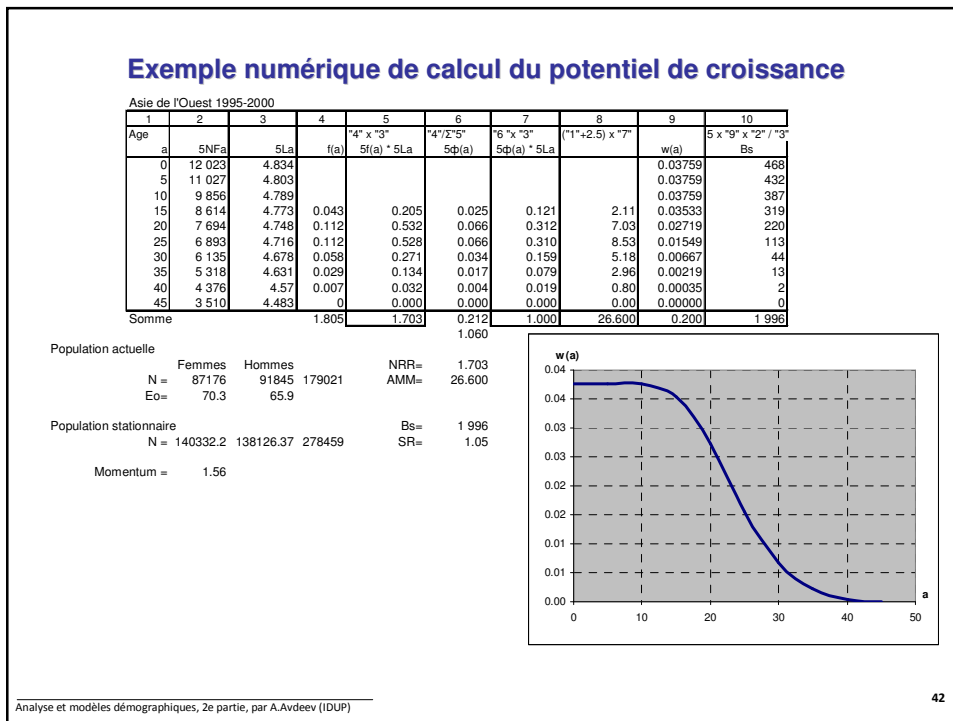 Exemple numérique de calcul du potentiel de croissance
Asie de l'Ouest 1995-2000
1 2 3 4 5 6 7 8 9 10
Age "4" x "3" "4"/Σ"5" "6 "x "3" ("1"+2.5) x "7" 5 x "9" x "2" / "3"
a 5NFa 5La f(a) 5f(a) * 5La 5φ(a) 5φ(a) * 5La w(a) Bs
0 12 023 4.834 0.03759 468
5 11 027 4.803 0.03759 432
10 9 856 4.789 0.03759 387
15 8 614 4.773 0.043 0.205 0.025 0.121 2.11 0.03533 319
20 7 694 4.748 0.112 0.532 0.066 0.312 7.03 0.02719 220
25 6 893 4.716 0.112 0.528 0.066 0.310 8.53 0.01549 113
30 6 135 4.678 0.058 0.271 0.034 0.159 5.18 0.00667 44
35 5 318 4.631 0.029 0.134 0.017 0.079 2.96 0.00219 13
40 4 376 4.57 0.007 0.032 0.004 0.019 0.80 0.00035 2
45 3 510 4.483 0 0.000 0.000 0.000 0.00 0.00000 0
Somme 1.805 1.703 0.212 1.000 26.600 0.200 1 996
1.060
Population actuelle
Femmes Hommes NRR= 1.703
N = 87176 91845 179021 AMM= 26.600
Eo= 70.3 65.9
Population stationnaire Bs= 1 996
N = 140332.2 138126.37 278459 SR= 1.05
Momentum = 1.56
w(a)
0.04
0.04
0.03
0.03
0.02
0.02
0.01
0.01
0.00
a
0 10 20 30 40 50
Analyse et modèles démographiques, 2e partie, par A.Avdeev (IDUP)
42